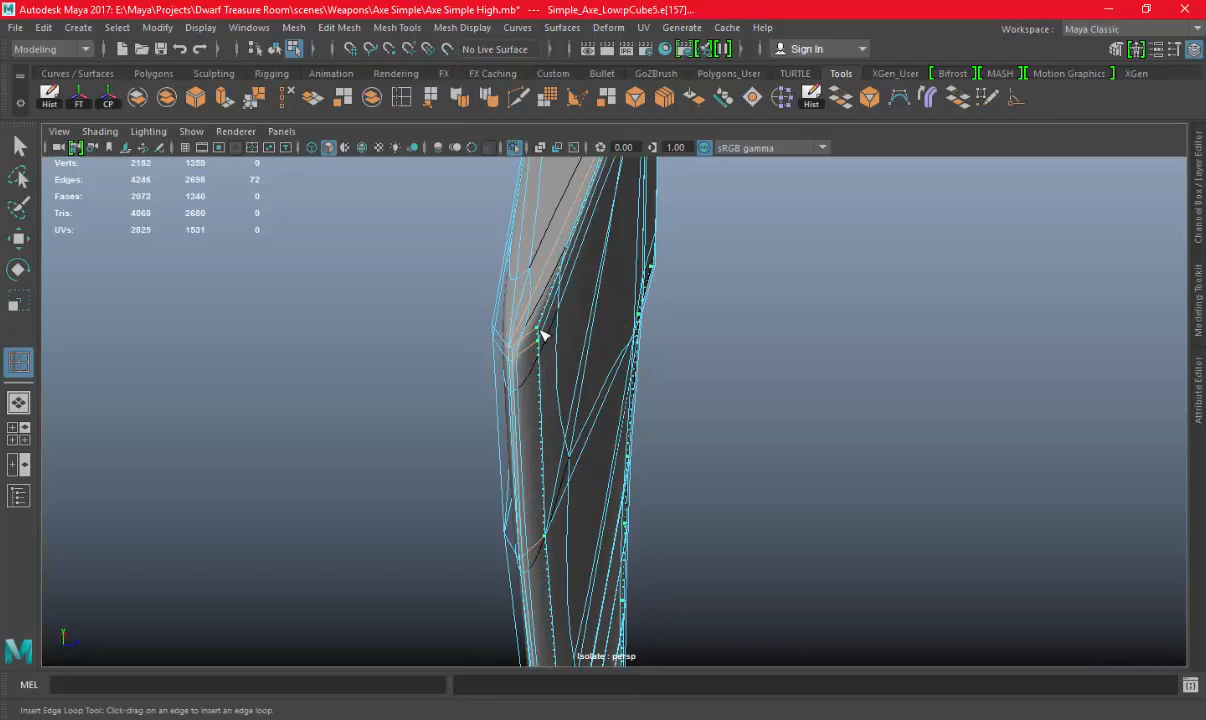 Autodesk Maya 2017: E:\Maya\Projects\Dwarf Treasure Room\scenes\Weapons\Axe Simple\Axe Simple High.mb* --- Simple_Axe_Low:pCube5.e[157]...
File Edit Create Select Modify Display Windows Mesh Edit Mesh Mesh Tools Mesh Display Curves Surfaces Deform UV Generate Cache Help
Workspace: Maya Classic
Modeling No Live Surface Sign In
Curves / Surfaces Polygons Sculpting Rigging Animation Rendering FX FX Caching Custom Bullet GoZBrush Polygons_User TURTLE Tools XGen_User Bifrost MASH Motion Graphics XGen
Hist FT CP Hist
View Shading Lighting Show Renderer Panels
0.00 1.00 sRGB gamma
Verts: 2182 1359 0
Edges: 4246 2698 72
Faces: 2072 1340 0
Tris: 4068 2680 0
UVs: 2825 1531 0
Channel Box / Layer Editor
Modeling Toolkit
Attribute Editor
Y
Isolate : persp
MEL
Insert Edge Loop Tool: Click-drag on an edge to insert an edge loop.